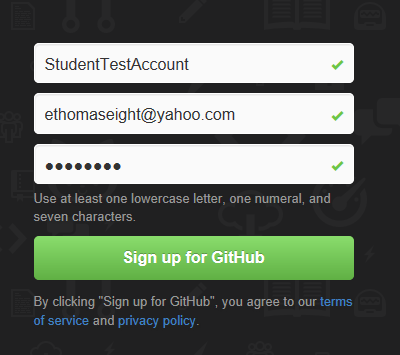 StudentTestAccount
ethomaseight@yahoo.com
●●●●●●●●
Use at least one lowercase letter, one numeral, and
seven characters.
Sign up for GitHub
By clicking "Sign up for GitHub", you agree to our terms
of service and privacy policy.